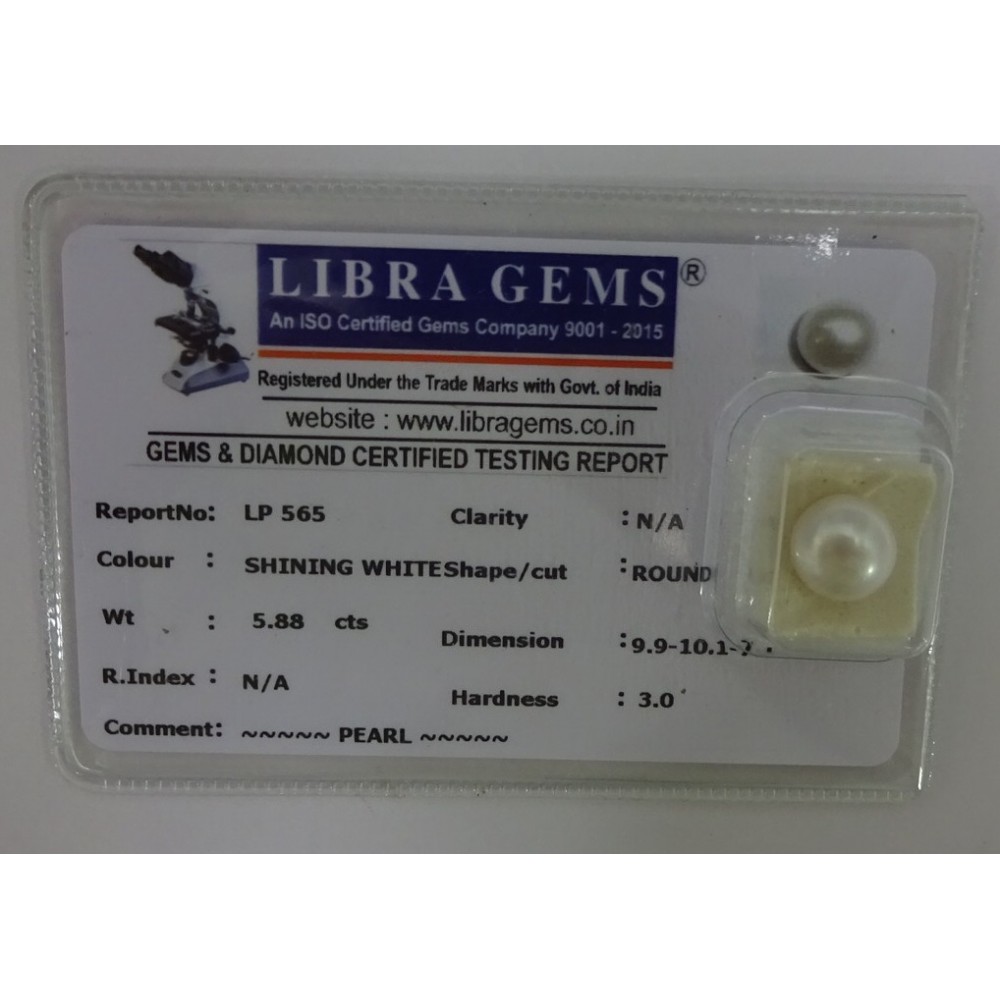 LIBRA GEMS ®
An ISO Certified Gems Company 9001 - 2015
Registered Under the Trade Marks with Govt. of India
website : www.libragems.co.in
GEMS & DIAMOND CERTIFIED TESTING REPORT
ReportNo: LP 565 Clarity : N/A
Colour : SHINING WHITE Shape/cut : ROUND
Wt : 5.88 cts Dimension : 9.9-10.1-
R.Index : N/A Hardness : 3.0
Comment: ~~~~~ PEARL ~~~~~